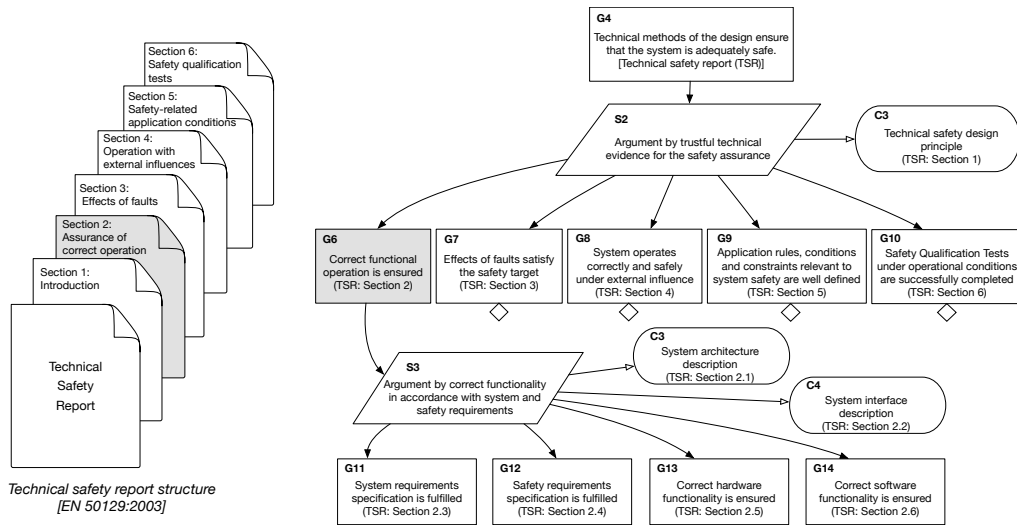 Section 6:
Safety qualification
tests
Section 5:
Safety-related
application conditions
Section 4:
Operation with
external influences
Section 3:
Effects of faults
Section 2:
Assurance of
correct operation
Section 1:
Introduction
Technical
Safety
Report
Technical safety report structure
[EN 50129:2003]
G4
Technical methods of the design ensure
that the system is adequately safe.
[Technical safety report (TSR)]
S2
Argument by trustful technical
evidence for the safety assurance
C3
Technical safety design
principle
(TSR: Section 1)
G6
Correct functional
operation is ensured
(TSR: Section 2)
G7
Effects of faults satisfy
the safety target
(TSR: Section 3)
G8
System operates
correctly and safely
under external influence
(TSR: Section 4)
G9
Application rules, conditions
and constraints relevant to
system safety are well defined
(TSR: Section 5)
G10
Safety Qualification Tests
under operational conditions
are successfully completed
(TSR: Section 6)
S3
Argument by correct functionality
in accordance with system and
safety requirements
C3
System architecture
description
(TSR: Section 2.1)
C4
System interface
description
(TSR: Section 2.2)
G11
System requirements
specification is fulfilled
(TSR: Section 2.3)
G12
Safety requirements
specification is fulfilled
(TSR: Section 2.4)
G13
Correct hardware
functionality is ensured
(TSR: Section 2.5)
G14
Correct software
functionality is ensured
(TSR: Section 2.6)